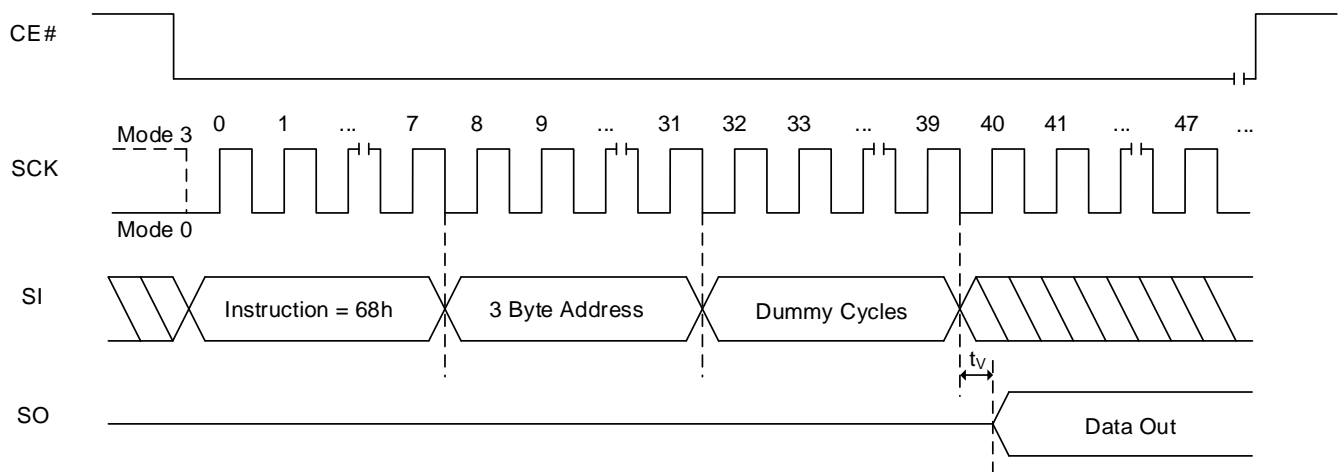 CE#
Mode 3 0 1 ... 7 8 9 ... 31 32 33 ... 39 40 41 ... 47 ...
SCK
Mode 0
SI Instruction = 68h 3 Byte Address Dummy Cycles
tV
SO Data Out